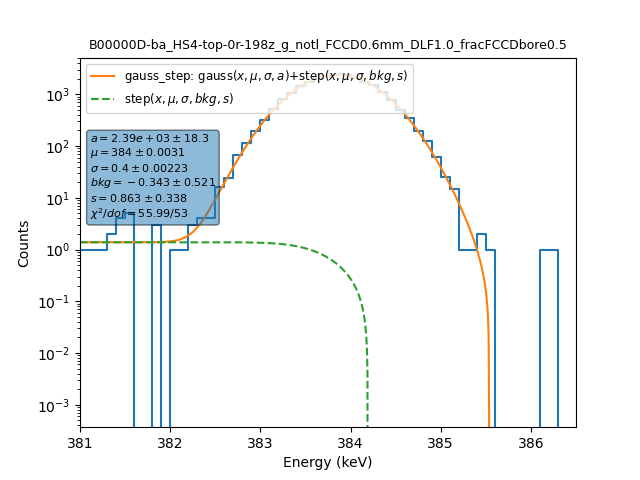 B00000D-ba_HS4-top-0r-198z_g_notl_FCCD0.6mm_DLF1.0_fracFCCDbore0.5
gauss_step: gauss(x, μ, σ, a)+step(x, μ, σ, bkg, s)
step(x, μ, σ, bkg, s)
a = 2.39e + 03 ± 18.3
μ = 384 ± 0.0031
σ = 0.4 ± 0.00223
bkg = −0.343 ± 0.521
s = 0.863 ± 0.338
χ²/dof = 55.99/53
Counts
10³
10²
10¹
10⁰
10⁻¹
10⁻²
10⁻³
381 382 383 384 385 386
Energy (keV)